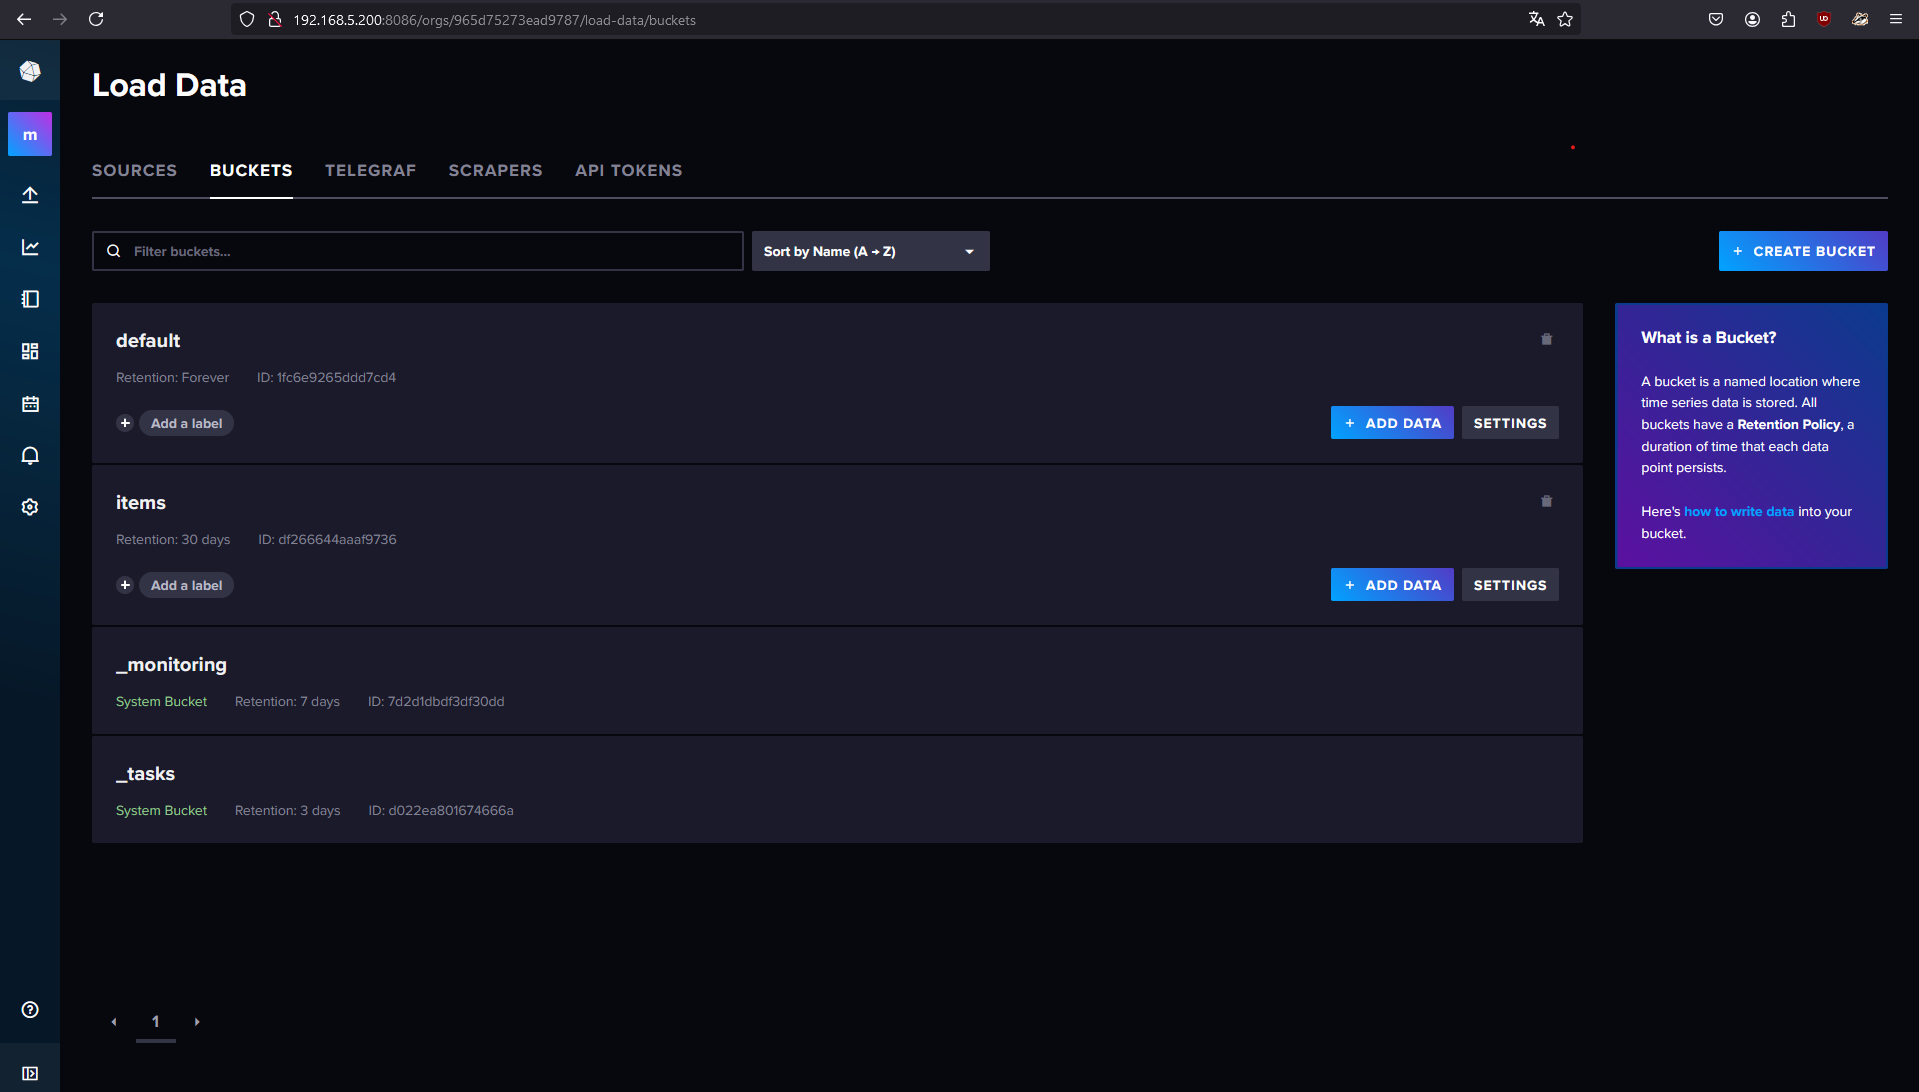 192.168.5.200:8086/orgs/965d75273ead9787/load-data/buckets
Load Data
m
SOURCES BUCKETS TELEGRAF SCRAPERS API TOKENS
Filter buckets...
Sort by Name (A → Z)
+ CREATE BUCKET
default
Retention: Forever ID: 1fc6e9265ddd7cd4
+ Add a label
+ ADD DATA SETTINGS
items
Retention: 30 days ID: df266644aaaf9736
+ Add a label
+ ADD DATA SETTINGS
_monitoring
System Bucket Retention: 7 days ID: 7d2d1dbdf3df30dd
_tasks
System Bucket Retention: 3 days ID: d022ea801674666a
What is a Bucket?
A bucket is a named location where
time series data is stored. All
buckets have a Retention Policy, a
duration of time that each data
point persists.
Here's how to write data into your
bucket.
1